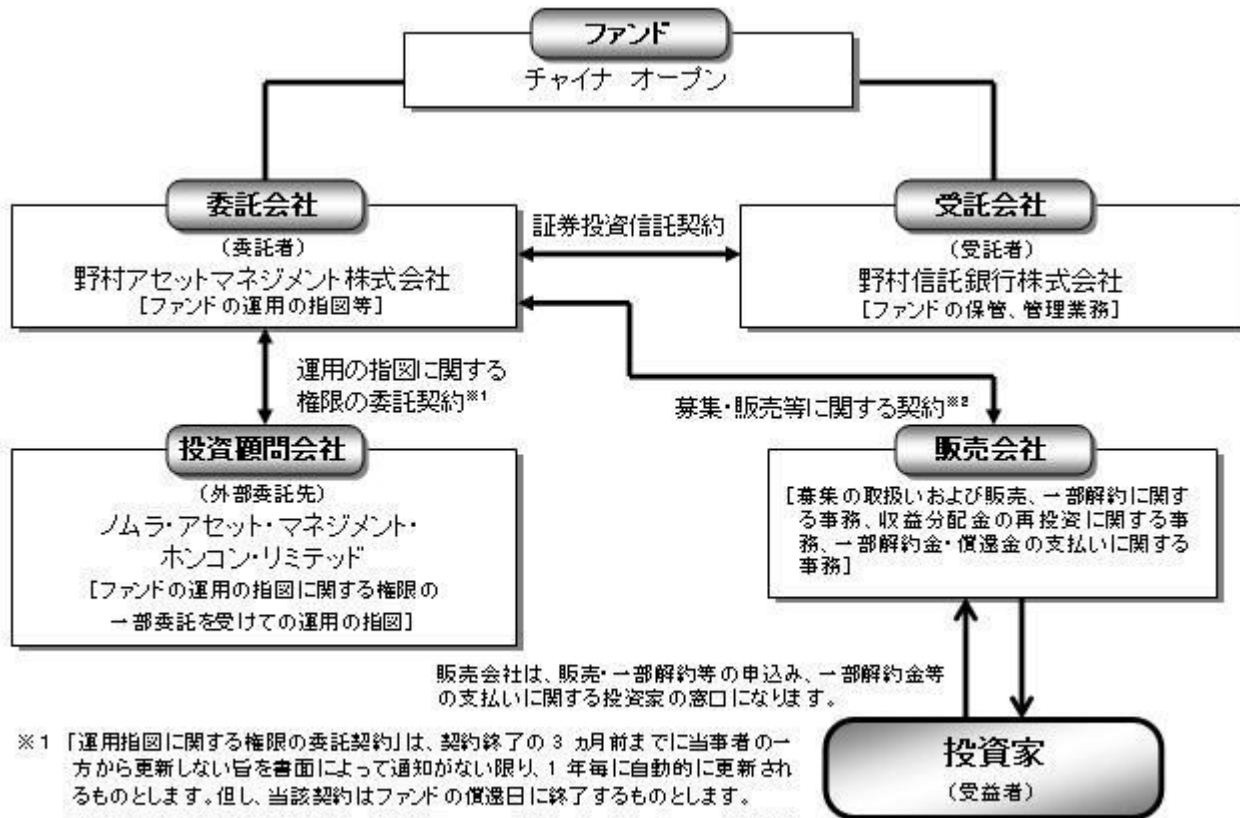 ファンド
チャイナ オープン
委託会社
(委託者)
野村アセットマネジメント株式会社
[ファンドの運用の指図等]
証券投資信託契約
受託会社
(受託者)
野村信託銀行株式会社
[ファンドの保管、管理業務]
運用の指図に関する
権限の委託契約※1
募集・販売等に関する契約※2
投資顧問会社
(外部委託先)
ノムラ・アセット・マネジメント・
ホンコン・リミテッド
[ファンドの運用の指図に関する権限の
一部委託を受けての運用の指図]
販売会社
[募集の取扱いおよび販売、一部解約に関す
る事務、収益分配金の再投資に関する事
務、一部解約金・償還金の支払いに関する
事務]
販売会社は、販売・一部解約等の申込み、一部解約金等
の支払いに関する投資家の窓口になります。
※1 「運用指図に関する権限の委託契約」は、契約終了の 3 ヵ月前までに当事者の一
方から更新しない旨を書面によって通知がない限り、1 年毎に自動的に更新され
るものとします。但し、当該契約はファンドの償還日に終了するものとします。
投資家
(受益者)